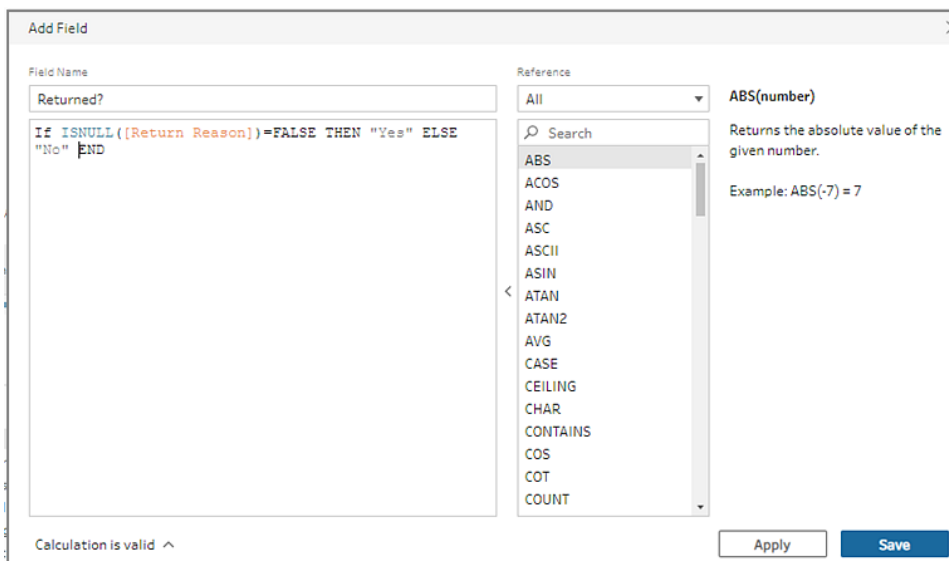 Add Field
Field Name
Returned?
If ISNULL([Return Reason])=FALSE THEN "Yes" ELSE
"No" END
Reference
All
Search
ABS
ACOS
AND
ASC
ASCII
ASIN
ATAN
ATAN2
AVG
CASE
CEILING
CHAR
CONTAINS
COS
COT
COUNT
ABS(number)
Returns the absolute value of the
given number.
Example: ABS(-7) = 7
Calculation is valid
Apply
Save